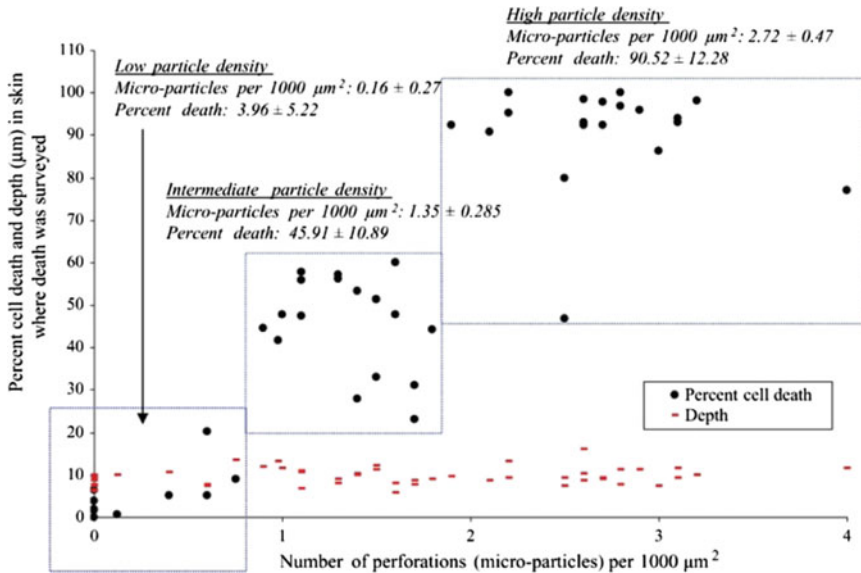 High particle density
Micro-particles per 1000 μm²: 2.72 ± 0.47
Percent death: 90.52 ± 12.28
Low particle density
Micro-particles per 1000 μm²: 0.16 ± 0.27
Percent death: 3.96 ± 5.22
Intermediate particle density
Micro-particles per 1000 μm²: 1.35 ± 0.285
Percent death: 45.91 ± 10.89
Percent cell death and depth (μm) in skin
where death was surveyed
110
100
90
80
70
60
50
40
30
20
10
0
Percent cell death
Depth
0 1 2 3 4
Number of perforations (micro-particles) per 1000 μm²